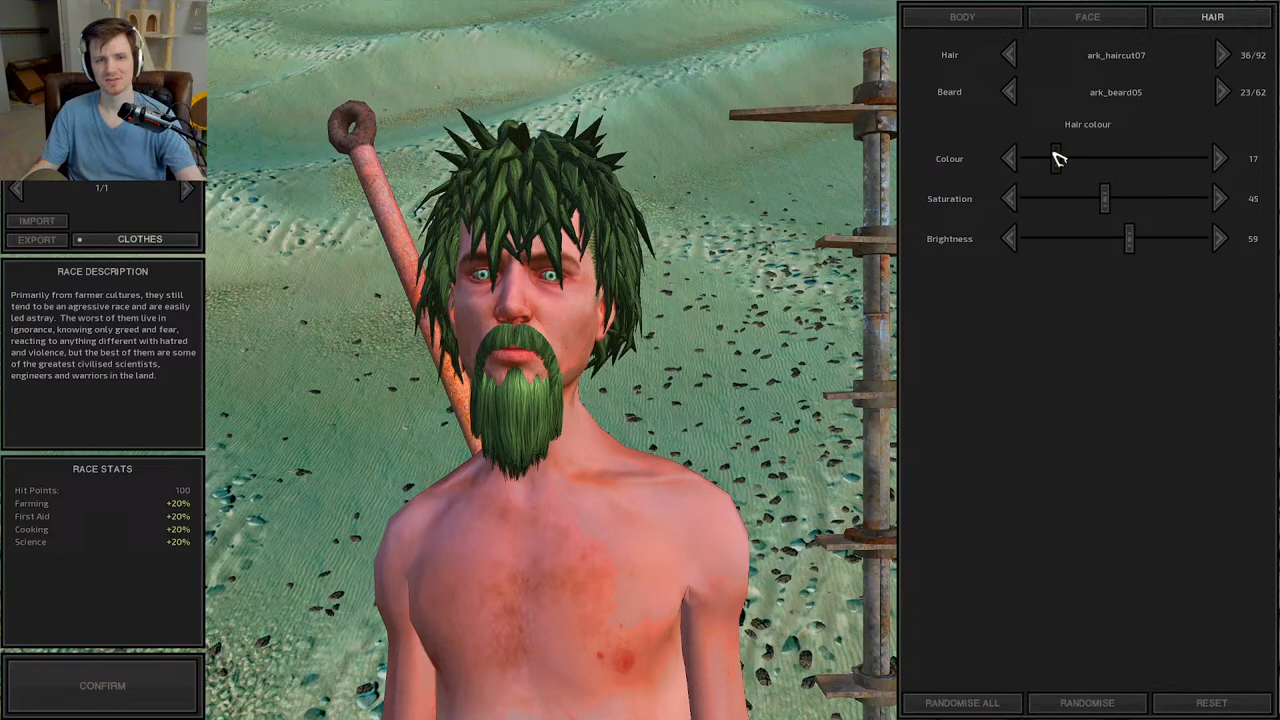 BODY
FACE
HAIR
Hair
ark_haircut07
36/92
Beard
ark_beard05
23/62
Hair colour
Colour
17
Saturation
45
Brightness
59
1/1
IMPORT
EXPORT
CLOTHES
RACE DESCRIPTION
Primarily from farmer cultures, they still
tend to be an agressive race and are easily
led astray. The worst of them live in
ignorance, knowing only greed and fear,
reacting to anything different with hatred
and violence, but the best of them are some
of the greatest civilised scientists,
engineers and warriors in the land.
RACE STATS
Hit Points: 100
Farming +20%
First Aid +20%
Cooking +20%
Science +20%
CONFIRM
RANDOMISE ALL
RANDOMISE
RESET